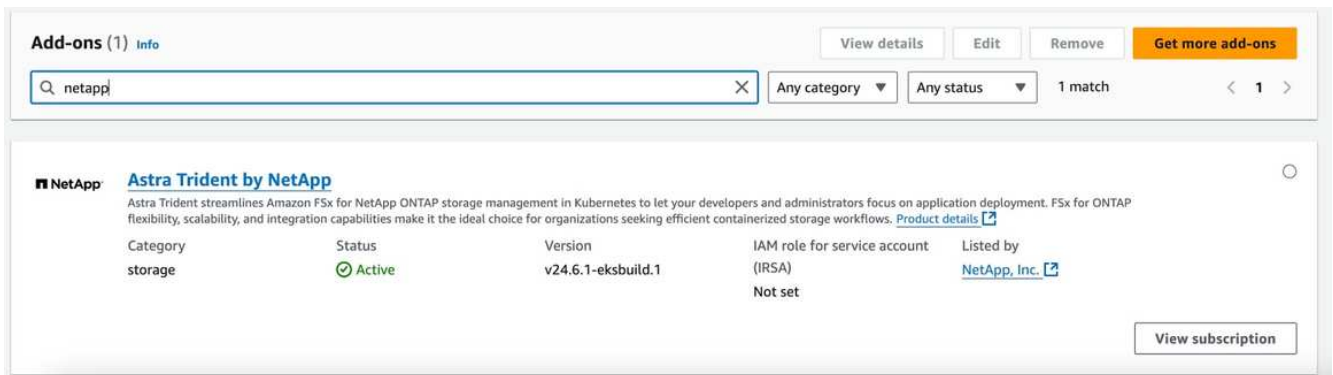 Add-ons (1) Info
View details
Edit
Remove
Get more add-ons
netapp
Any category
Any status
1 match
1
NetApp
Astra Trident by NetApp
Astra Trident streamlines Amazon FSx for NetApp ONTAP storage management in Kubernetes to let your developers and administrators focus on application deployment. FSx for ONTAP
flexibility, scalability, and integration capabilities make it the ideal choice for organizations seeking efficient containerized storage workflows. Product details
Category
storage
Status
Active
Version
v24.6.1-eksbuild.1
IAM role for service account
(IRSA)
Not set
Listed by
NetApp, Inc.
View subscription